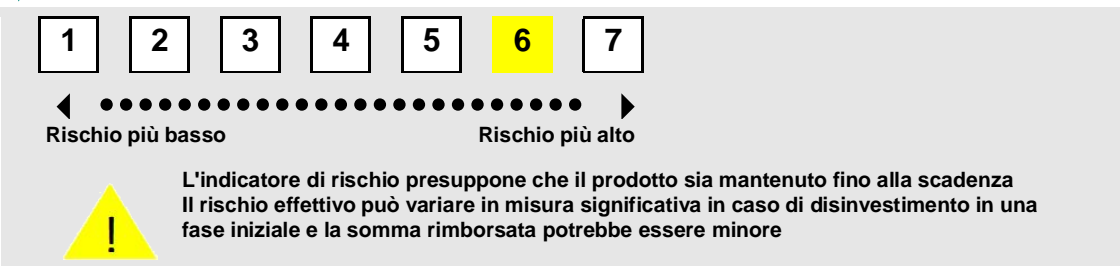 1 2 3 4 5 6 7
Rischio più basso Rischio più alto
L'indicatore di rischio presuppone che il prodotto sia mantenuto fino alla scadenza
Il rischio effettivo può variare in misura significativa in caso di disinvestimento in una
fase iniziale e la somma rimborsata potrebbe essere minore
!